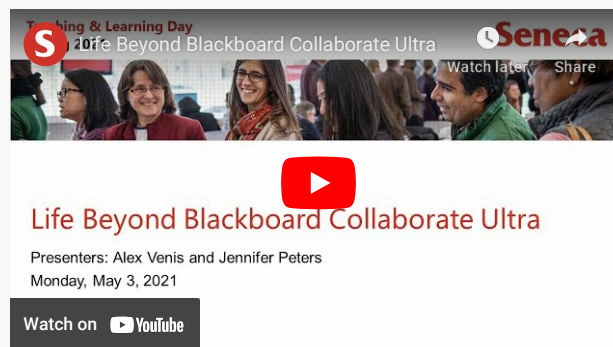 Teaching & Learning Day
2021
S
Life Beyond Blackboard Collaborate Ultra
Seneca
Watch later
Share
Life Beyond Blackboard Collaborate Ultra
Presenters: Alex Venis and Jennifer Peters
Monday, May 3, 2021
Watch on YouTube